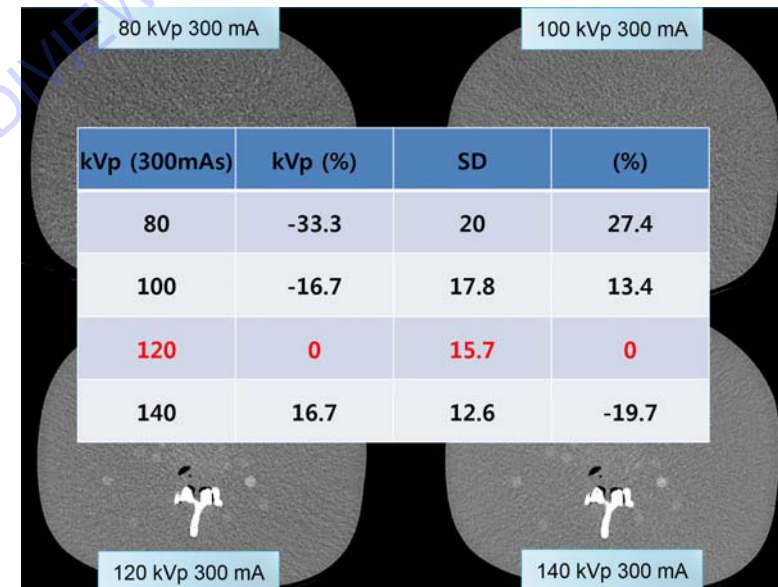 80 kVp 300 mA
100 kVp 300 mA
kVp (300mAs) kVp (%) SD (%)
80 -33.3 20 27.4
100 -16.7 17.8 13.4
120 0 15.7 0
140 16.7 12.6 -19.7
120 kVp 300 mA
140 kVp 300 mA